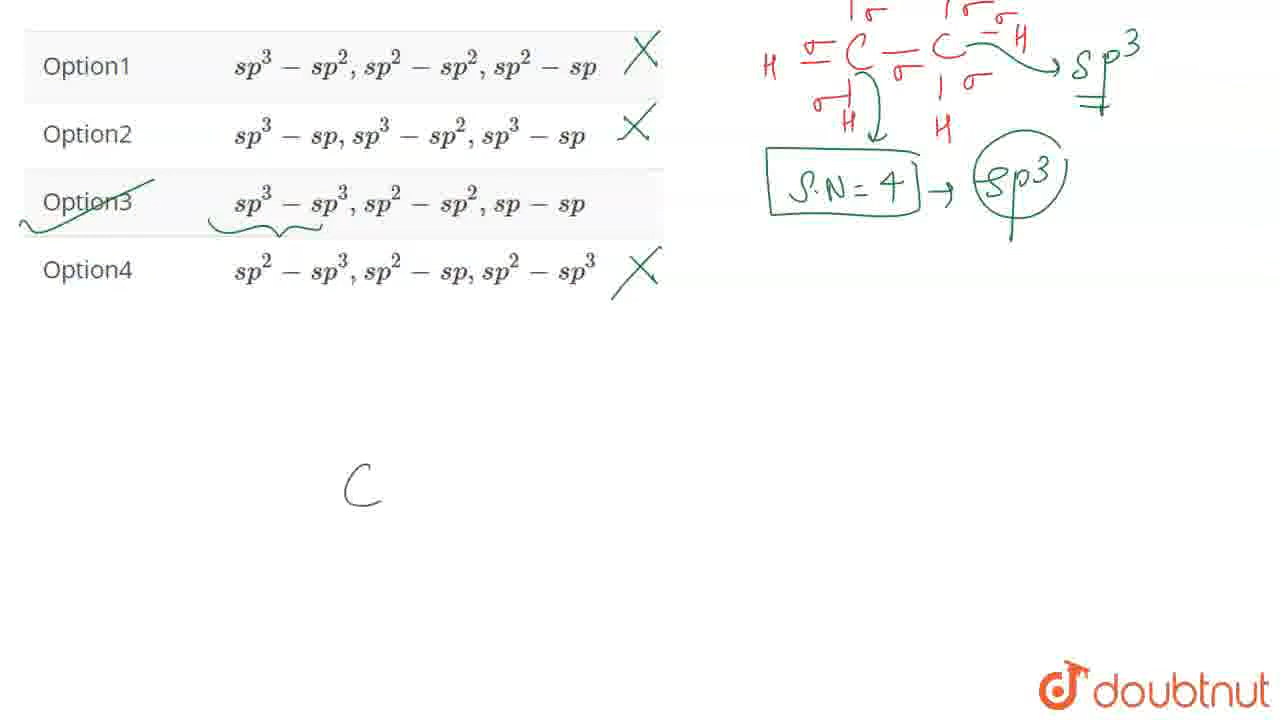 Option1 sp³ − sp², sp² − sp², sp² − sp X
Option2 sp³ − sp, sp³ − sp², sp³ − sp X
Option3 sp³ − sp³, sp² − sp², sp − sp
Option4 sp² − sp³, sp² − sp, sp² − sp³ X
σ σ σ
H σ C σ C H sp³
σ σ
H H
S.N = 4 → sp³
C
doubtnut